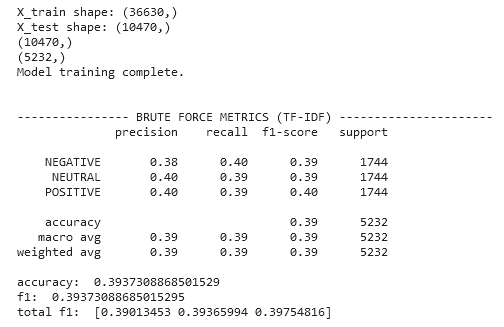 X_train shape: (36630,)
X_test shape: (10470,)
(10470,)
(5232,)
Model training complete.
---------------- BRUTE FORCE METRICS (TF-IDF) ----------------------
precision recall f1-score support
NEGATIVE 0.38 0.40 0.39 1744
NEUTRAL 0.40 0.39 0.39 1744
POSITIVE 0.40 0.39 0.40 1744
accuracy 0.39 5232
macro avg 0.39 0.39 0.39 5232
weighted avg 0.39 0.39 0.39 5232
accuracy: 0.3937308868501529
f1: 0.39373088685015295
total f1: [0.39013453 0.39365994 0.39754816]